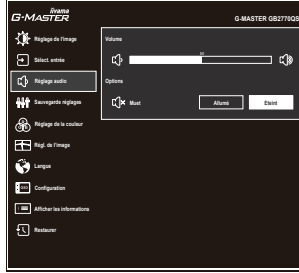 iiyama
G-MASTER
G-MASTER GB2770QS
Réglage de l'image
Sélect. entrée
Réglage audio
Sauvegarde réglages
Réglage de la couleur
Régl. de l'image
Langue
Configuration
Afficher les informations
Restaurer
Volume
50
Options
Muet
Allumé
Eteint